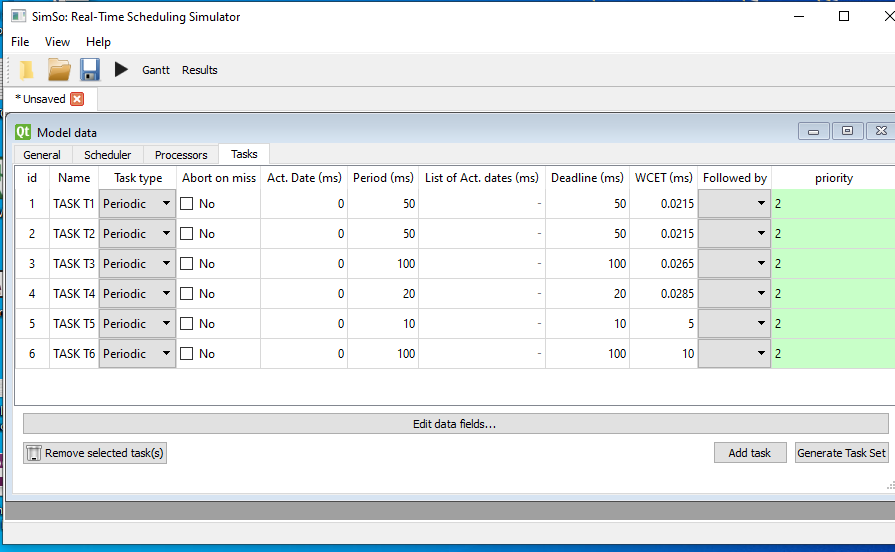 SimSo: Real-Time Scheduling Simulator
File View Help
Gantt Results
* Unsaved
Qt Model data
General Scheduler Processors Tasks
id Name Task type Abort on miss Act. Date (ms) Period (ms) List of Act. dates (ms) Deadline (ms) WCET (ms) Followed by priority
1 TASK T1 Periodic No 0 50 - 50 0.0215 2
2 TASK T2 Periodic No 0 50 - 50 0.0215 2
3 TASK T3 Periodic No 0 100 - 100 0.0265 2
4 TASK T4 Periodic No 0 20 - 20 0.0285 2
5 TASK T5 Periodic No 0 10 - 10 5 2
6 TASK T6 Periodic No 0 100 - 100 10 2
Edit data fields...
Remove selected task(s) Add task Generate Task Set